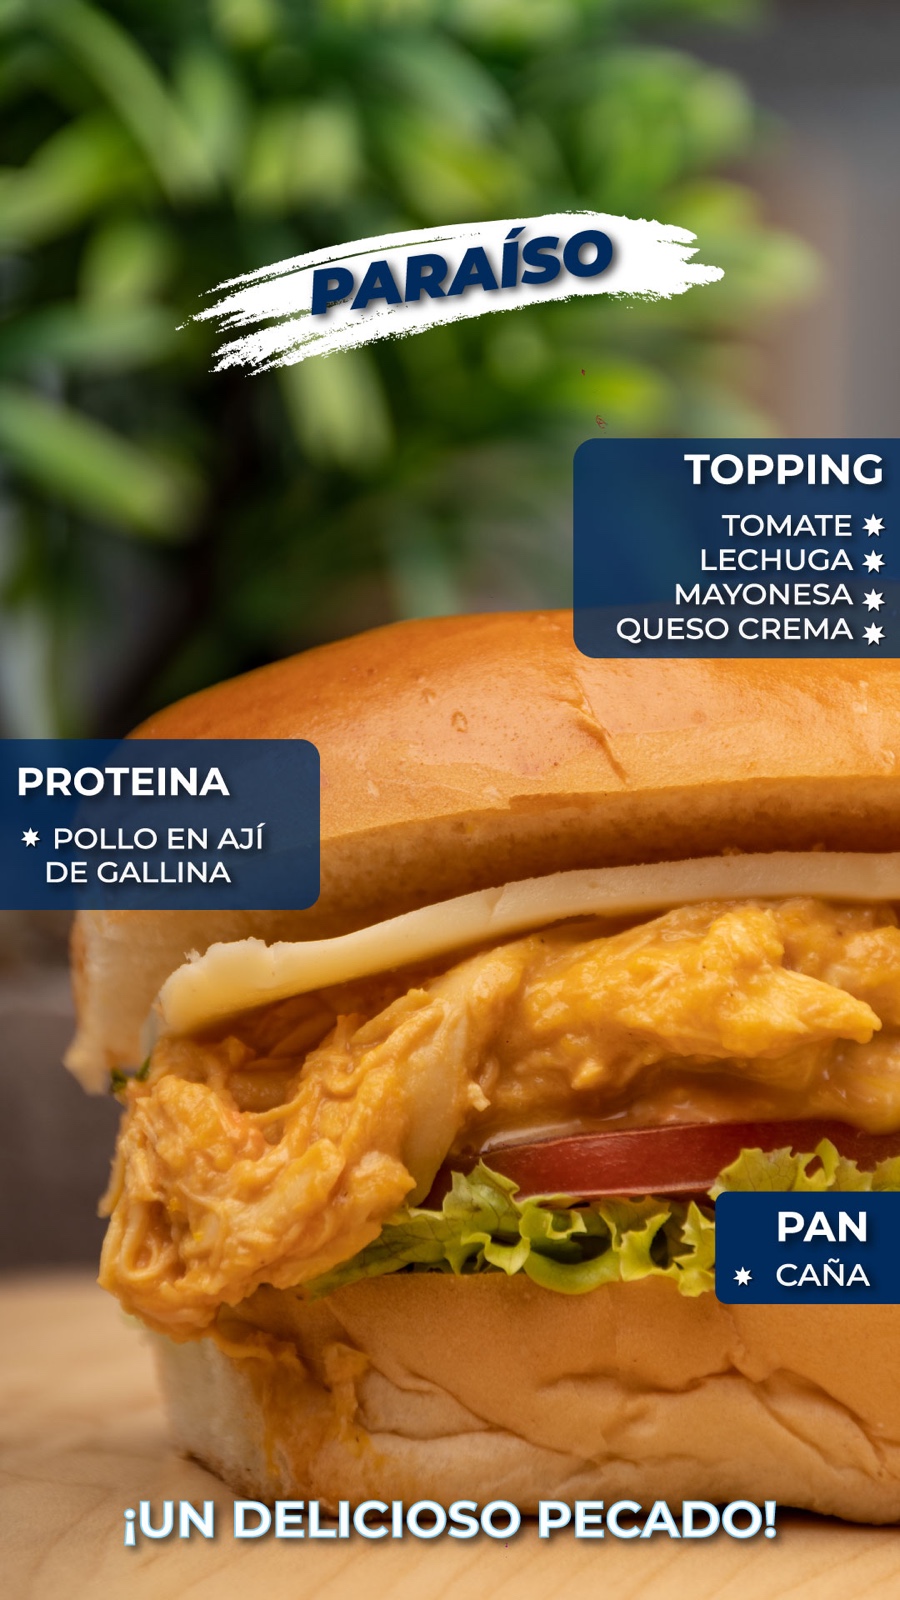 PARAÍSO
TOPPING
TOMATE
LECHUGA
MAYONESA
QUESO CREMA
PROTEINA
POLLO EN AJÍ
DE GALLINA
PAN
CAÑA
¡UN DELICIOSO PECADO!